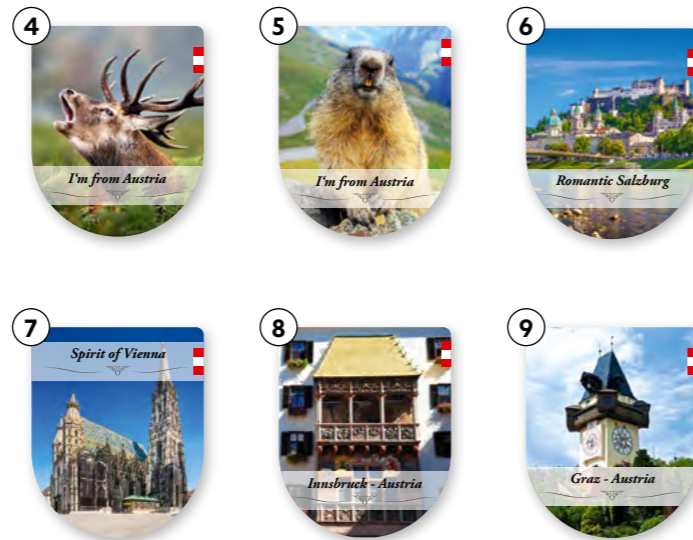 4
5
6
I'm from Austria
I'm from Austria
Romantic Salzburg
7
8
9
Spirit of Vienna
Innsbruck - Austria
Graz - Austria